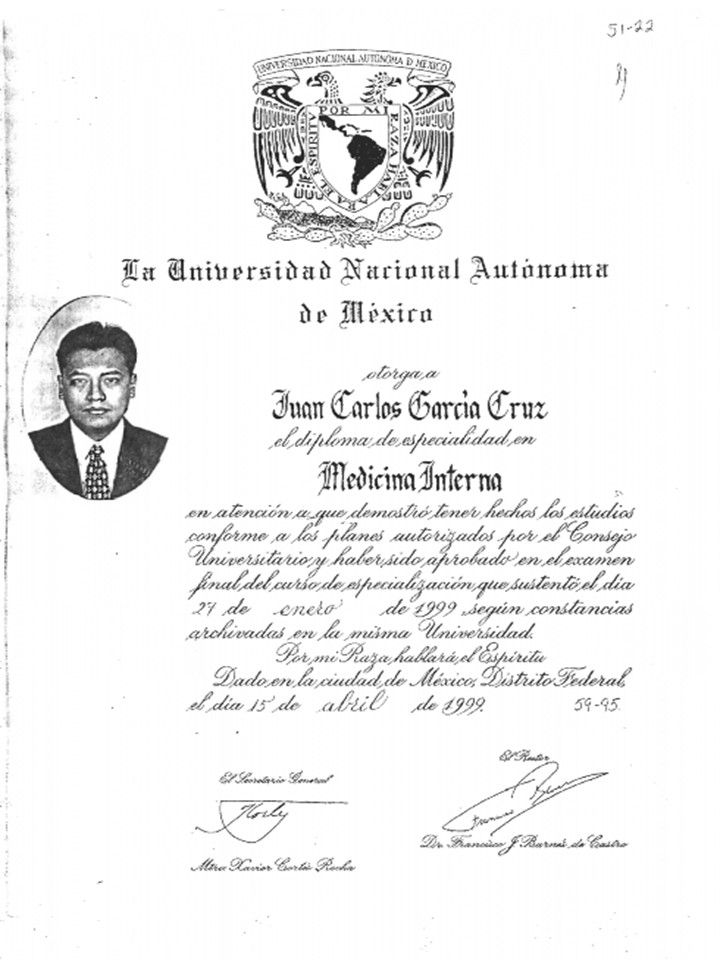 51-22
UNIVERSIDAD NACIONAL AUTÓNOMA D MEXICO
POR MI RAZA HABLARA EL ESPIRITU
La Universidad Nacional Autónoma
de México
otorga a
Juan Carlos García Cruz
el diploma de especialidad en
Medicina Interna
en atención a que demostró tener hechos los estudios
conforme a los planes autorizados por el Consejo
Universitario y haber sido aprobado en el examen
final del curso de especialización que sustentó el día
27 de enero de 1999 según constancias
archivadas en la misma Universidad.
Por mi Raza hablará el Espíritu
Dado en la ciudad de México, Distrito Federal,
el día 15 de abril de 1999.
59-95
El Rector
El Secretario General
Dr. Francisco J Barnés de Castro
Mtro Xavier Cortés Rocha